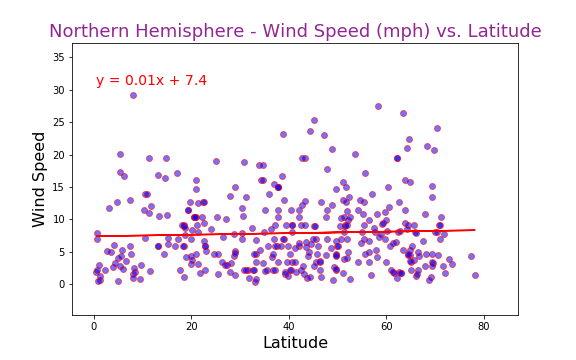 Northern Hemisphere - Wind Speed (mph) vs. Latitude
35
y = 0.01x + 7.4
30
25
20
15
10
5
0
Wind Speed
0 20 40 60 80
Latitude